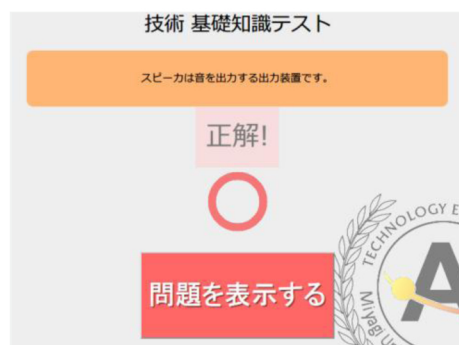 技術 基礎知識テスト
スピーカは音を出力する出力装置です。
正解!
問題を表示する
TECHNOLOGY E
A
Miyagi U